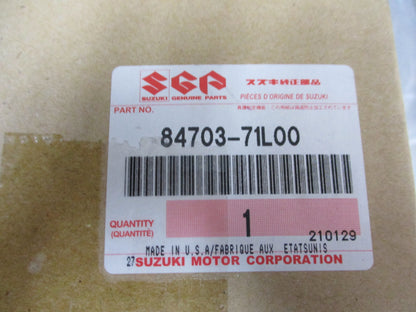 SGP スズキ純正部品
SUZUKI GENUINE PARTS PIÈCES D'ORIGINE DE SUZUKI
PART NO.
84703-71L00
QUANTITY
(QUANTITÉ) 1
210129
MADE IN U.S.A/FABRIQUE AUX ETATSUNIS
27 SUZUKI MOTOR CORPORATION